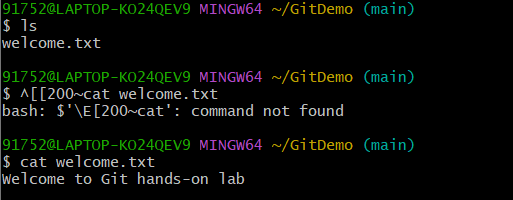 91752@LAPTOP-KO24QEV9 MINGW64 ~/GitDemo (main)
$ ls
welcome.txt
91752@LAPTOP-KO24QEV9 MINGW64 ~/GitDemo (main)
$ ^[[200~cat welcome.txt
bash: $'\E[200~cat': command not found
91752@LAPTOP-KO24QEV9 MINGW64 ~/GitDemo (main)
$ cat welcome.txt
Welcome to Git hands-on lab